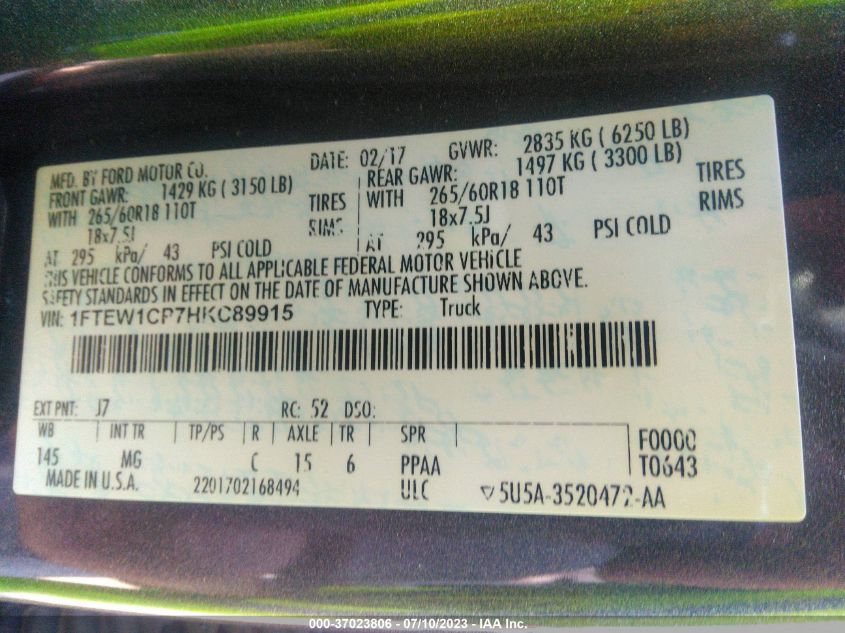 MFD. BY FORD MOTOR CO.
DATE: 02/17 GVWR: 2835 KG ( 6250 LB)
FRONT GAWR: 1429 KG ( 3150 LB) REAR GAWR: 1497 KG ( 3300 LB)
WITH 265/60R18 110T TIRES WITH 265/60R18 110T TIRES
18x7.5J RIMS 18x7.5J RIMS
AT 295 kPa/ 43 PSI COLD AT 295 kPa/ 43 PSI COLD
THIS VEHICLE CONFORMS TO ALL APPLICABLE FEDERAL MOTOR VEHICLE
SAFETY STANDARDS IN EFFECT ON THE DATE OF MANUFACTURE SHOWN ABOVE.
VIN: 1FTEW1CP7HKC89915 TYPE: Truck
EXT PNT: J7 RC: 52 DSO:
WB INT TR TP/PS R AXLE TR SPR
145 MG C 15 6 PPAA
F0000
T0643
MADE IN U.S.A. 2201702168494 ULC ▽5U5A-3520472-AA
000-37023806 - 07/10/2023 - IAA Inc.